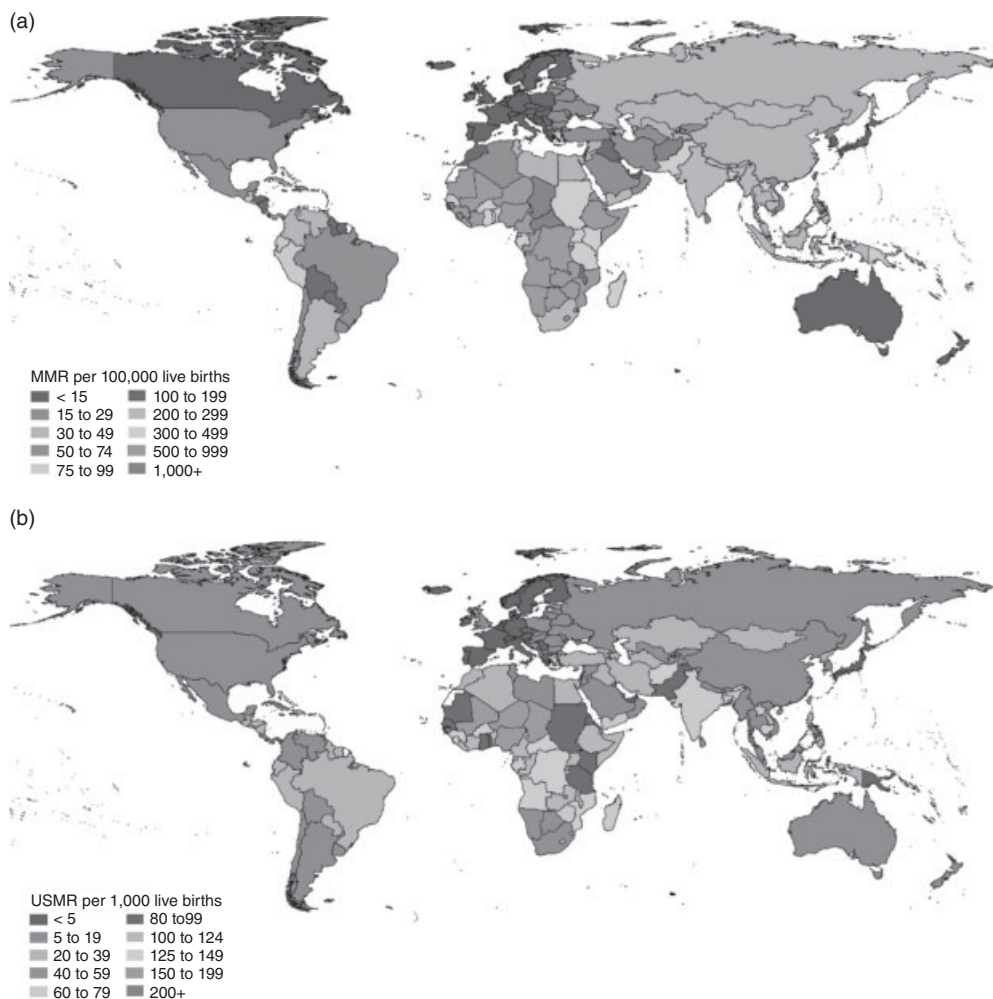 (a)
MMR per 100,000 live births
< 15 100 to 199
15 to 29 200 to 299
30 to 49 300 to 499
50 to 74 500 to 999
75 to 99 1,000+
(b)
USMR per 1,000 live births
< 5 80 to99
5 to 19 100 to 124
20 to 39 125 to 149
40 to 59 150 to 199
60 to 79 200+